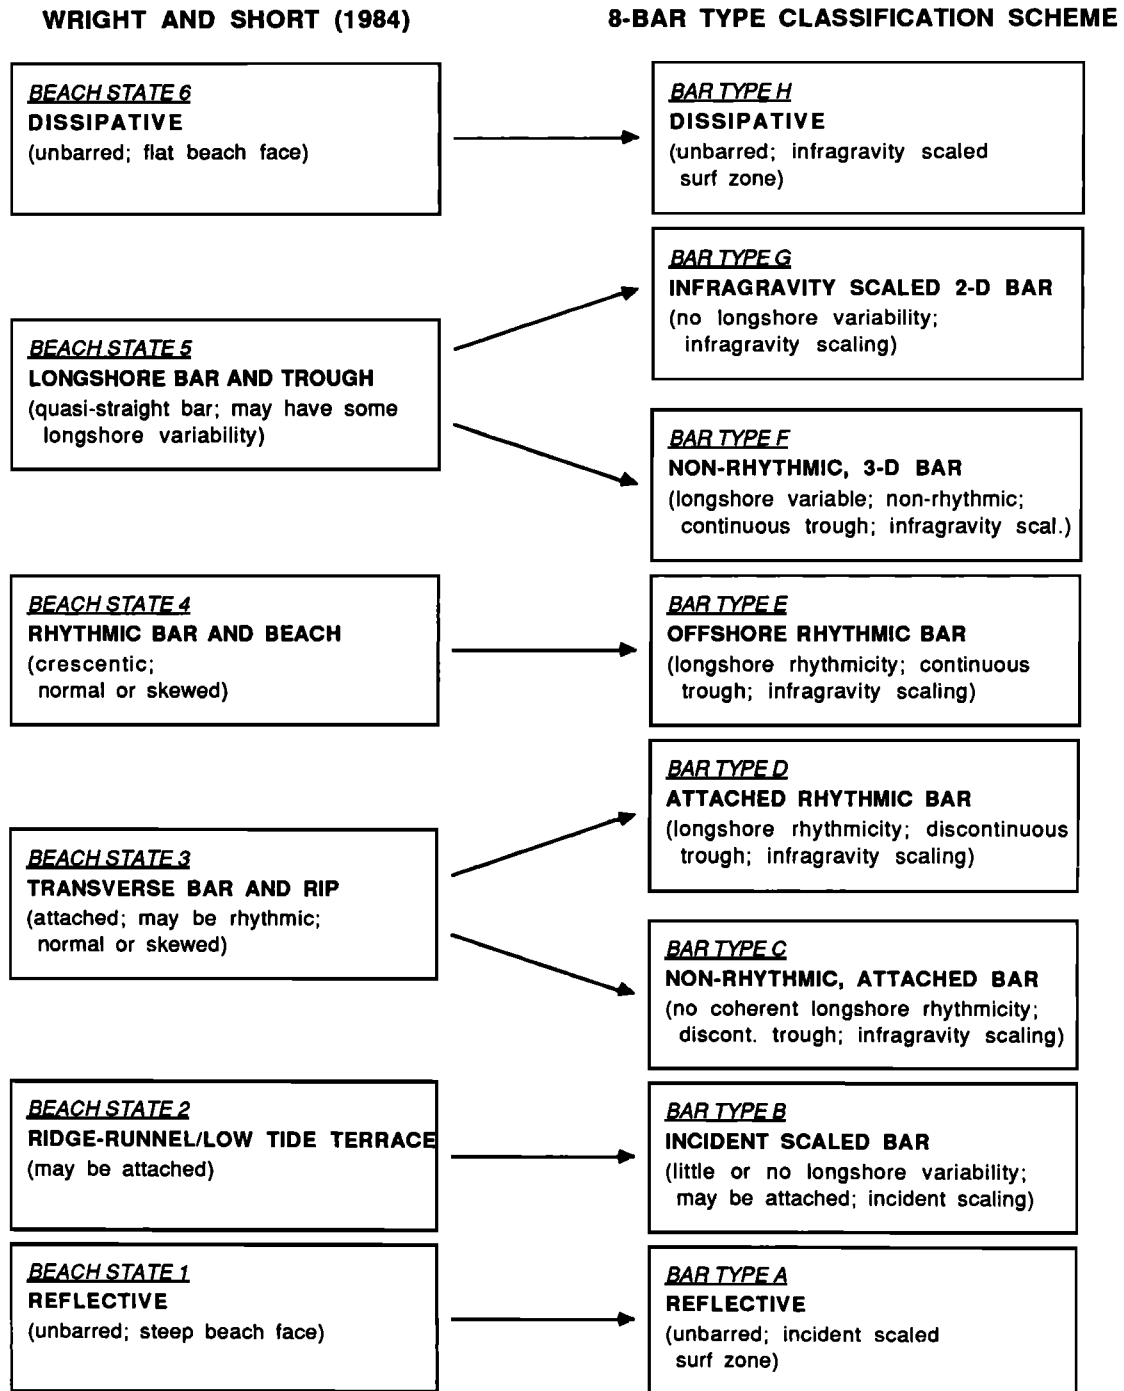 WRIGHT AND SHORT (1984)
8-BAR TYPE CLASSIFICATION SCHEME
BEACH STATE 6
DISSIPATIVE
(unbarred; flat beach face)
BAR TYPE H
DISSIPATIVE
(unbarred; infragravity scaled
surf zone)
BEACH STATE 5
LONGSHORE BAR AND TROUGH
(quasi-straight bar; may have some
longshore variability)
BAR TYPE G
INFRAGRAVITY SCALED 2-D BAR
(no longshore variability;
infragravity scaling)
BAR TYPE F
NON-RHYTHMIC, 3-D BAR
(longshore variable; non-rhythmic;
continuous trough; infragravity scal.)
BEACH STATE 4
RHYTHMIC BAR AND BEACH
(crescentic;
normal or skewed)
BAR TYPE E
OFFSHORE RHYTHMIC BAR
(longshore rhythmicity; continuous
trough; infragravity scaling)
BEACH STATE 3
TRANSVERSE BAR AND RIP
(attached; may be rhythmic;
normal or skewed)
BAR TYPE D
ATTACHED RHYTHMIC BAR
(longshore rhythmicity; discontinuous
trough; infragravity scaling)
BAR TYPE C
NON-RHYTHMIC, ATTACHED BAR
(no coherent longshore rhythmicity;
discont. trough; infragravity scaling)
BEACH STATE 2
RIDGE-RUNNEL/LOW TIDE TERRACE
(may be attached)
BAR TYPE B
INCIDENT SCALED BAR
(little or no longshore variability;
may be attached; incident scaling)
BEACH STATE 1
REFLECTIVE
(unbarred; steep beach face)
BAR TYPE A
REFLECTIVE
(unbarred; incident scaled
surf zone)